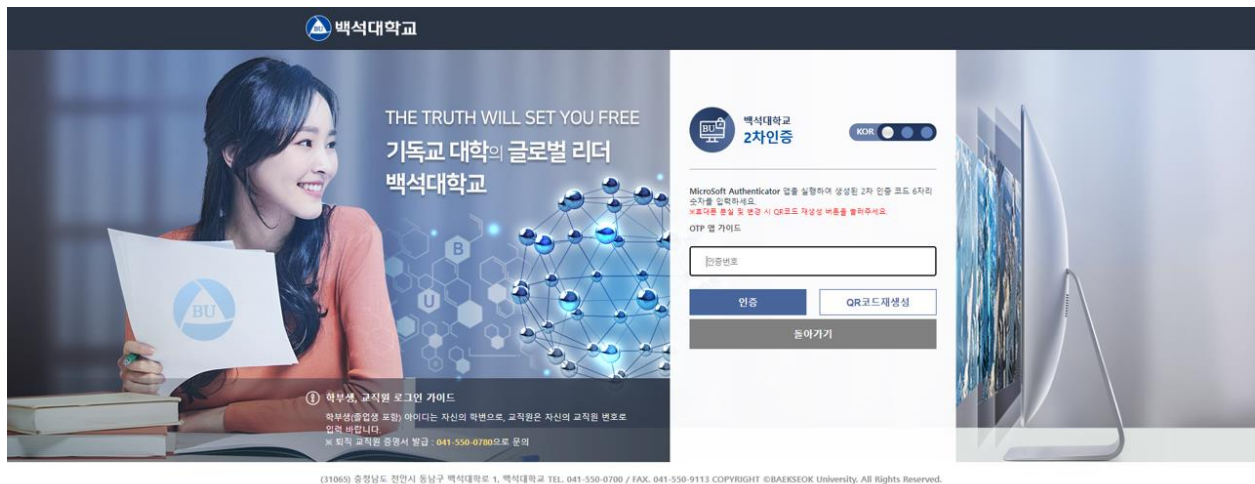 백석대학교
THE TRUTH WILL SET YOU FREE
기독교 대학의 글로벌 리더
백석대학교
B
U
BU
학부생, 교직원 로그인 가이드
학부생(졸업생 포함) 아이디는 자신의 학번으로, 교직원은 자신의 교직원 번호로
입력 바랍니다.
※ 퇴직 교직원 증명서 발급 : 041-550-0780으로 문의
BU
백석대학교
2차인증
KOR
MicroSoft Authenticator 앱을 실행하여 생성된 2차 인증 코드 6자리
숫자를 입력하세요.
※휴대폰 분실 및 변경 시 QR코드 재생성 버튼을 눌러주세요.
OTP 앱 가이드
인증번호
인증
QR코드재생성
돌아가기
(31065) 충청남도 천안시 동남구 백석대학로 1, 백석대학교 TEL. 041-550-0700 / FAX. 041-550-9113 COPYRIGHT ©BAEKSEOK University. All Rights Reserved.